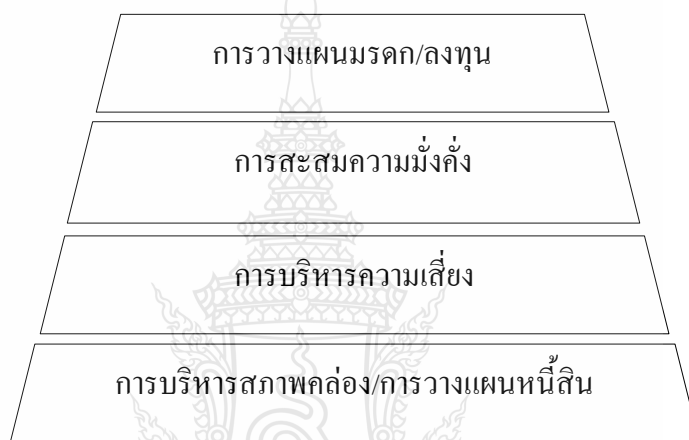 การวางแผนมรดก/ลงทุน
การสะสมความมั่งคั่ง
การบริหารความเสี่ยง
การบริหารสภาพคล่อง/การวางแผนหนี้สิน